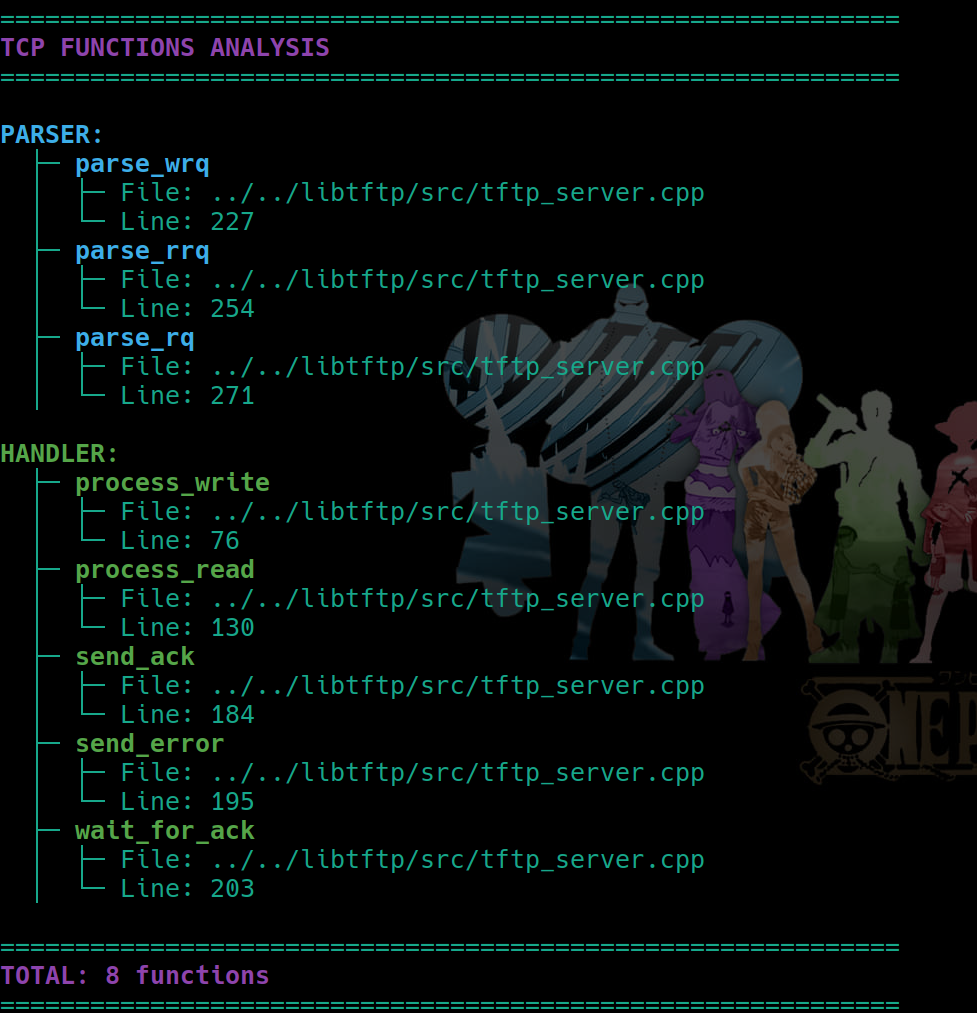 ============================================================
TCP FUNCTIONS ANALYSIS
============================================================
PARSER:
├─ parse_wrq
├─ File: ../../libtftp/src/tftp_server.cpp
└─ Line: 227
├─ parse_rrq
├─ File: ../../libtftp/src/tftp_server.cpp
└─ Line: 254
├─ parse_rq
├─ File: ../../libtftp/src/tftp_server.cpp
└─ Line: 271
HANDLER:
├─ process_write
├─ File: ../../libtftp/src/tftp_server.cpp
└─ Line: 76
├─ process_read
├─ File: ../../libtftp/src/tftp_server.cpp
└─ Line: 130
├─ send_ack
├─ File: ../../libtftp/src/tftp_server.cpp
└─ Line: 184
├─ send_error
├─ File: ../../libtftp/src/tftp_server.cpp
└─ Line: 195
├─ wait_for_ack
├─ File: ../../libtftp/src/tftp_server.cpp
└─ Line: 203
============================================================
TOTAL: 8 functions
============================================================